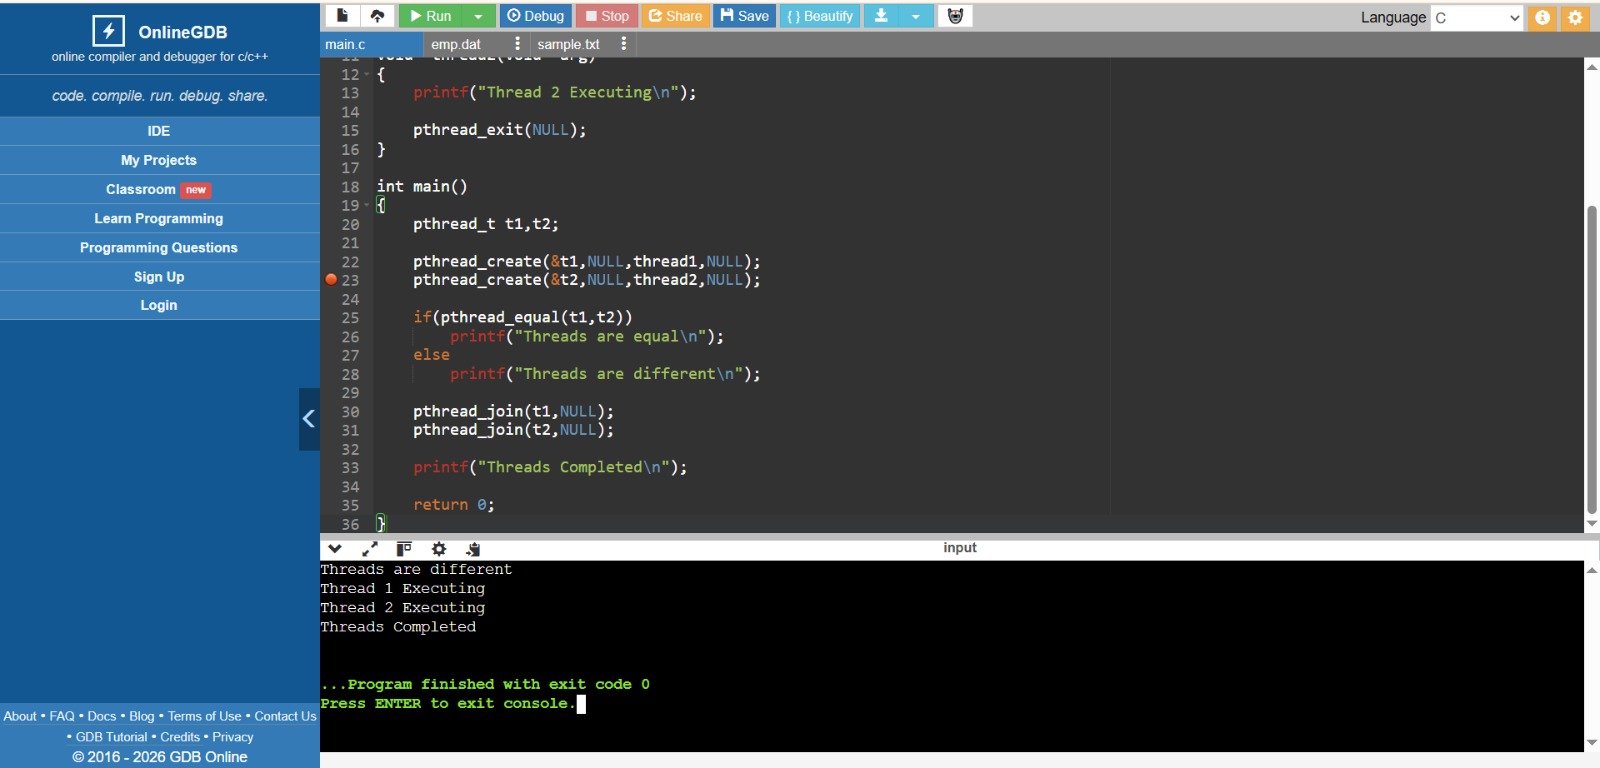 OnlineGDB
online compiler and debugger for c/c++
code. compile. run. debug. share.
IDE
My Projects
Classroom new
Learn Programming
Programming Questions
Sign Up
Login
About • FAQ • Docs • Blog • Terms of Use • Contact Us
• GDB Tutorial • Credits • Privacy
© 2016 - 2026 GDB Online
Run Debug Stop Share Save { } Beautify Language C
main.c emp.dat sample.txt
12 {
13 printf("Thread 2 Executing\n");
14
15 pthread_exit(NULL);
16 }
17
18 int main()
19 {
20 pthread_t t1,t2;
21
22 pthread_create(&t1,NULL,thread1,NULL);
23 pthread_create(&t2,NULL,thread2,NULL);
24
25 if(pthread_equal(t1,t2))
26 printf("Threads are equal\n");
27 else
28 printf("Threads are different\n");
29
30 pthread_join(t1,NULL);
31 pthread_join(t2,NULL);
32
33 printf("Threads Completed\n");
34
35 return 0;
36 }
input
Threads are different
Thread 1 Executing
Thread 2 Executing
Threads Completed
...Program finished with exit code 0
Press ENTER to exit console.